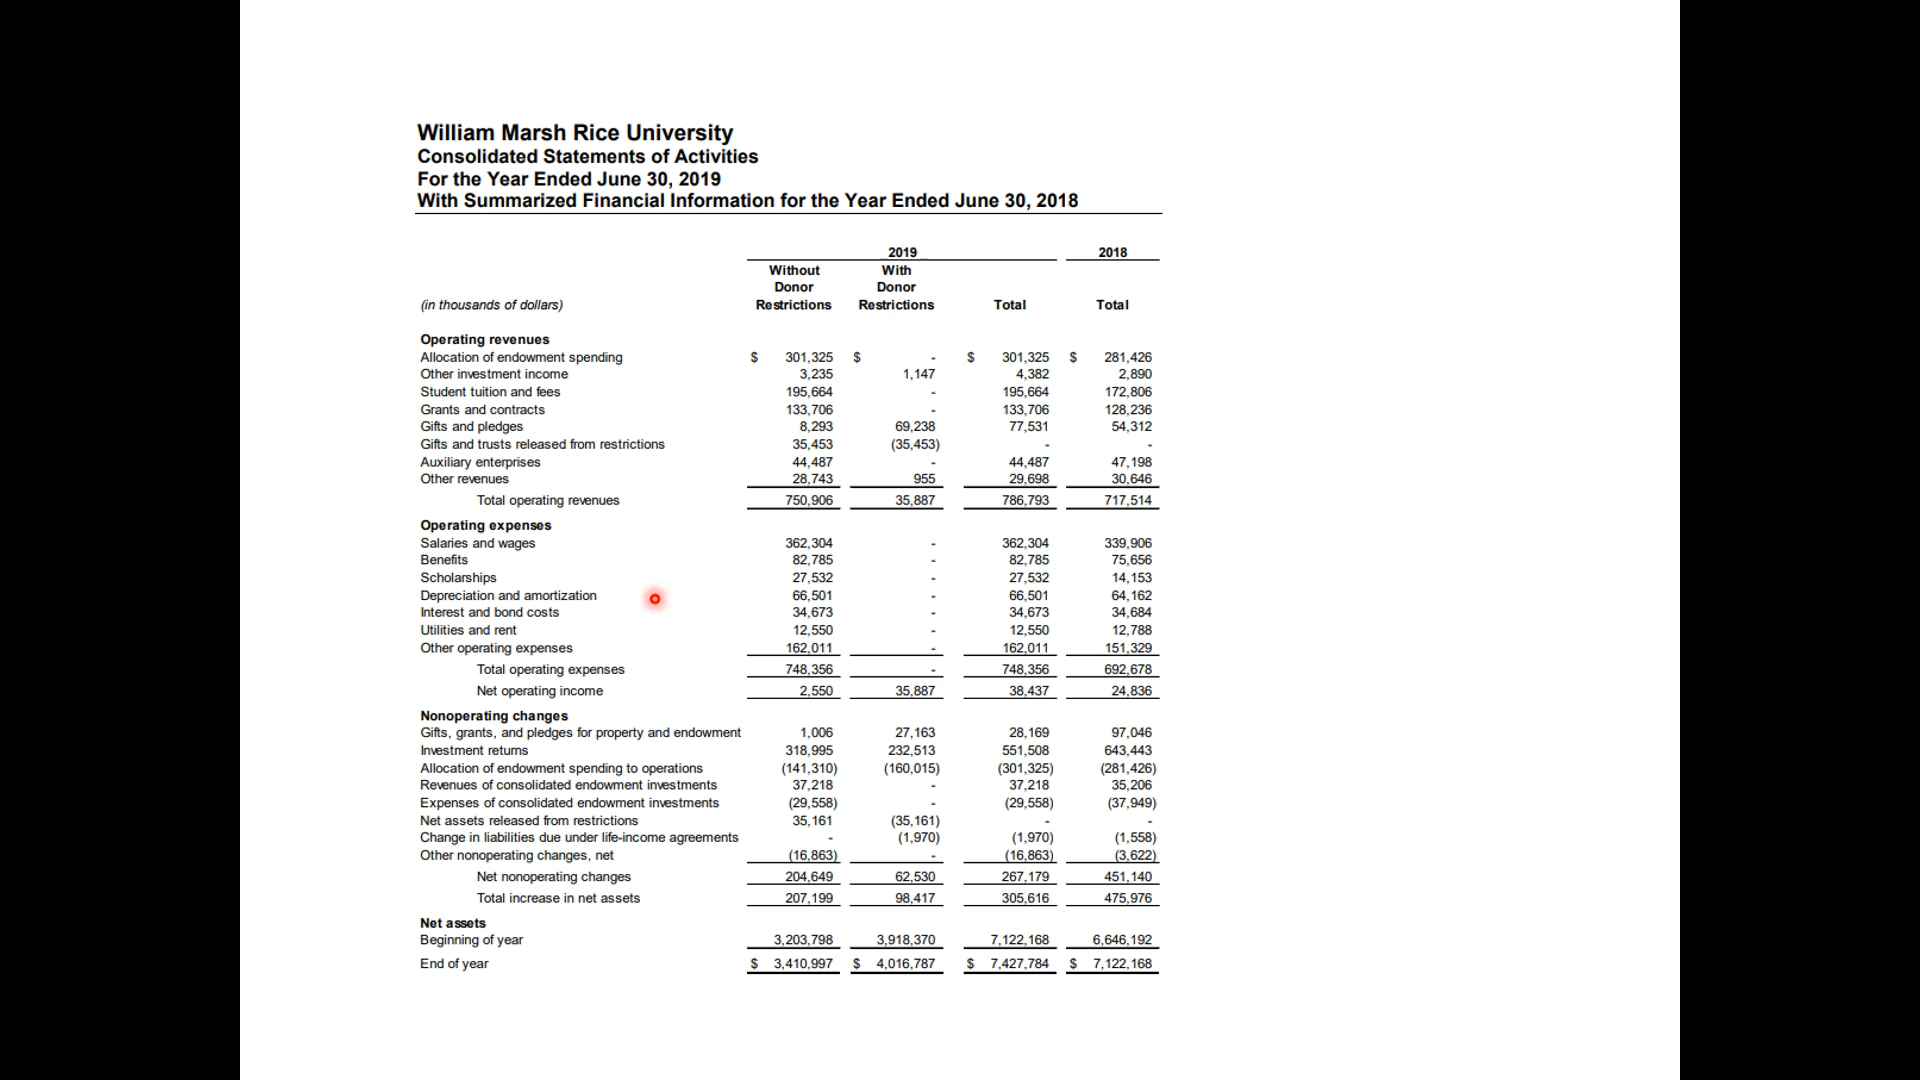 William Marsh Rice University
Consolidated Statements of Activities
For the Year Ended June 30, 2019
With Summarized Financial Information for the Year Ended June 30, 2018
2019 2018
Without With
Donor Donor
(in thousands of dollars) Restrictions Restrictions Total Total
Operating revenues
Allocation of endowment spending $ 301,325 $ - $ 301,325 $ 281,426
Other investment income 3,235 1,147 4,382 2,890
Student tuition and fees 195,664 - 195,664 172,806
Grants and contracts 133,706 - 133,706 128,236
Gifts and pledges 8,293 69,238 77,531 54,312
Gifts and trusts released from restrictions 35,453 (35,453) - -
Auxiliary enterprises 44,487 - 44,487 47,198
Other revenues 28,743 955 29,698 30,646
Total operating revenues 750,906 35,887 786,793 717,514
Operating expenses
Salaries and wages 362,304 - 362,304 339,906
Benefits 82,785 - 82,785 75,656
Scholarships 27,532 - 27,532 14,153
Depreciation and amortization 66,501 - 66,501 64,162
Interest and bond costs 34,673 - 34,673 34,684
Utilities and rent 12,550 - 12,550 12,788
Other operating expenses 162,011 - 162,011 151,329
Total operating expenses 748,356 - 748,356 692,678
Net operating income 2,550 35,887 38,437 24,836
Nonoperating changes
Gifts, grants, and pledges for property and endowment 1,006 27,163 28,169 97,046
Investment returns 318,995 232,513 551,508 643,443
Allocation of endowment spending to operations (141,310) (160,015) (301,325) (281,426)
Revenues of consolidated endowment investments 37,218 - 37,218 35,206
Expenses of consolidated endowment investments (29,558) - (29,558) (37,949)
Net assets released from restrictions 35,161 (35,161) - -
Change in liabilities due under life-income agreements - (1,970) (1,970) (1,558)
Other nonoperating changes, net (16,863) - (16,863) (3,622)
Net nonoperating changes 204,649 62,530 267,179 451,140
Total increase in net assets 207,199 98,417 305,616 475,976
Net assets
Beginning of year 3,203,798 3,918,370 7,122,168 6,646,192
End of year $ 3,410,997 $ 4,016,787 $ 7,427,784 $ 7,122,168